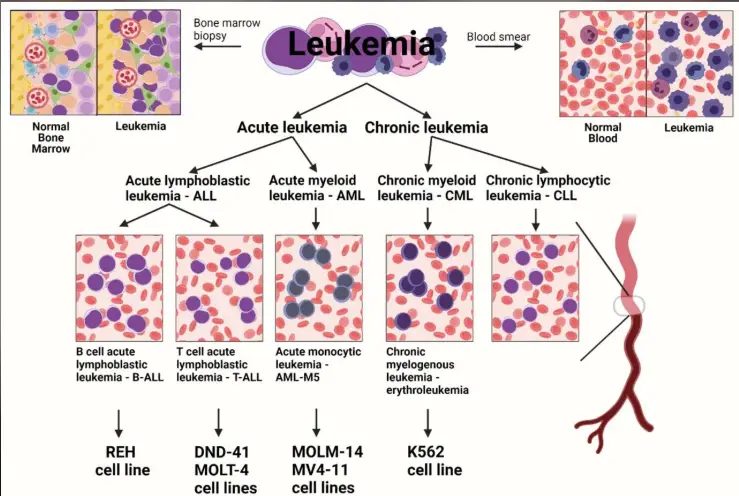 Leukemia
Bone marrow
biopsy
Blood smear
Normal
Bone
Marrow
Leukemia
Normal
Blood
Leukemia
Acute leukemia
Chronic leukemia
Acute lymphoblastic
leukemia - ALL
Acute myeloid
leukemia - AML
Chronic myeloid
leukemia - CML
Chronic lymphocytic
leukemia - CLL
B cell acute
lymphoblastic
leukemia - B-ALL
T cell acute
lymphoblastic
leukemia - T-ALL
Acute monocytic
leukemia -
AML-M5
Chronic
myelogenous
leukemia -
erythroleukemia
REH
cell line
DND-41
MOLT-4
cell lines
MOLM-14
MV4-11
cell lines
K562
cell line